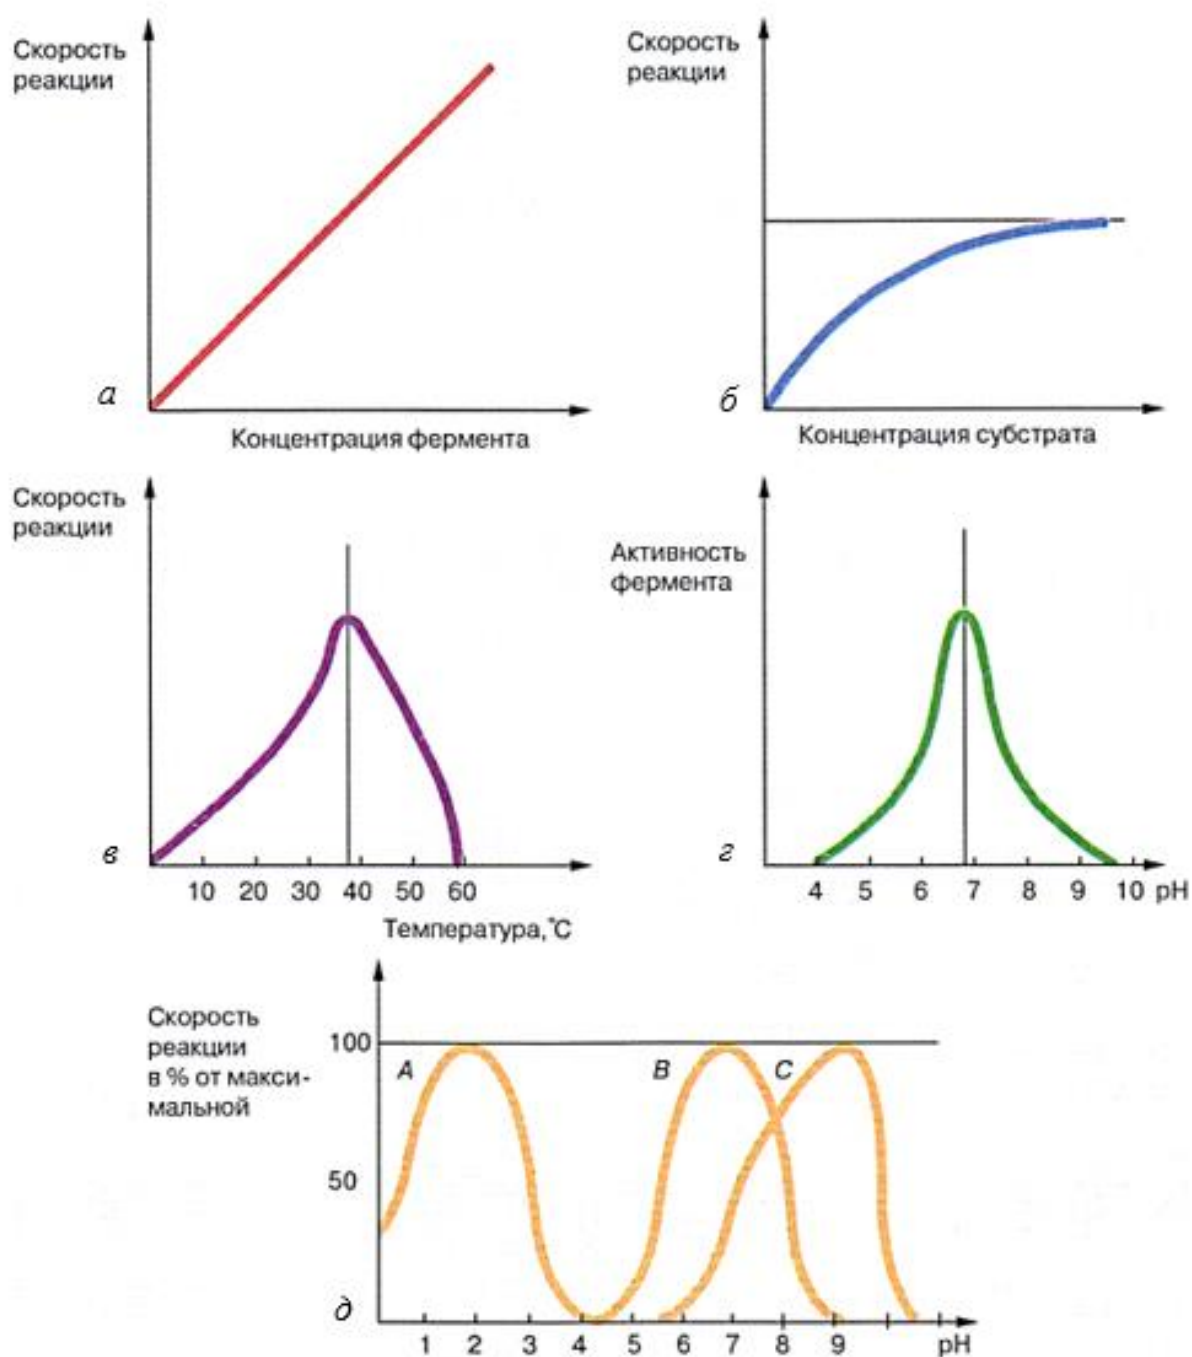 Скорость
реакции
а
Концентрация фермента
Скорость
реакции
б
Концентрация субстрата
Скорость
реакции
в
10 20 30 40 50 60
Температура,°C
Активность
фермента
г
4 5 6 7 8 9 10 pH
Скорость
реакции
в % от макси-
мальной
100
50
A
B
C
д
1 2 3 4 5 6 7 8 9 pH